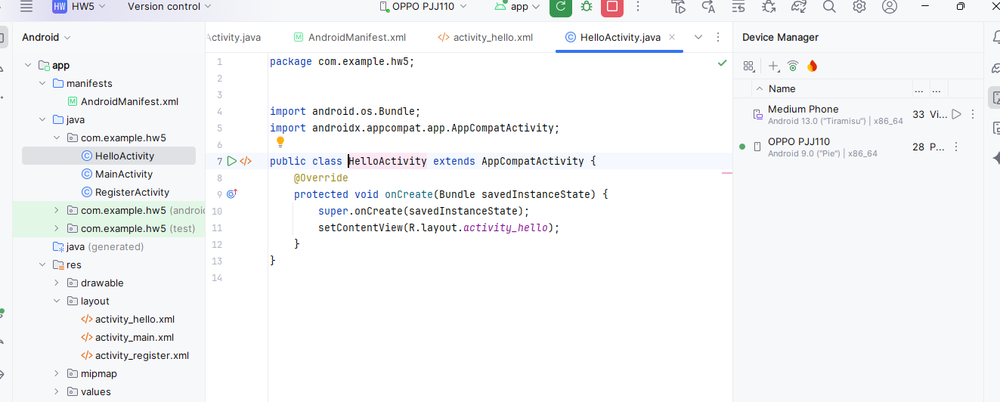 HW HW5 Version control OPPO PJJ110 app
Android
ctivity.java AndroidManifest.xml activity_hello.xml HelloActivity.java
Device Manager
app
manifests
M AndroidManifest.xml
java
com.example.hw5
HelloActivity
MainActivity
RegisterActivity
com.example.hw5 (androi
com.example.hw5 (test)
java (generated)
res
drawable
layout
activity_hello.xml
activity_main.xml
activity_register.xml
mipmap
values
1 package com.example.hw5;
2
3
4 import android.os.Bundle;
5 import androidx.appcompat.app.AppCompatActivity;
6
7 public class HelloActivity extends AppCompatActivity {
8 @Override
9 protected void onCreate(Bundle savedInstanceState) {
10 super.onCreate(savedInstanceState);
11 setContentView(R.layout.activity_hello);
12 }
13 }
14
Name ... ...
Medium Phone 33 Vi...
Android 13.0 ("Tiramisu") | x86_64
OPPO PJJ110 28 P...
Android 9.0 ("Pie") | x86_64